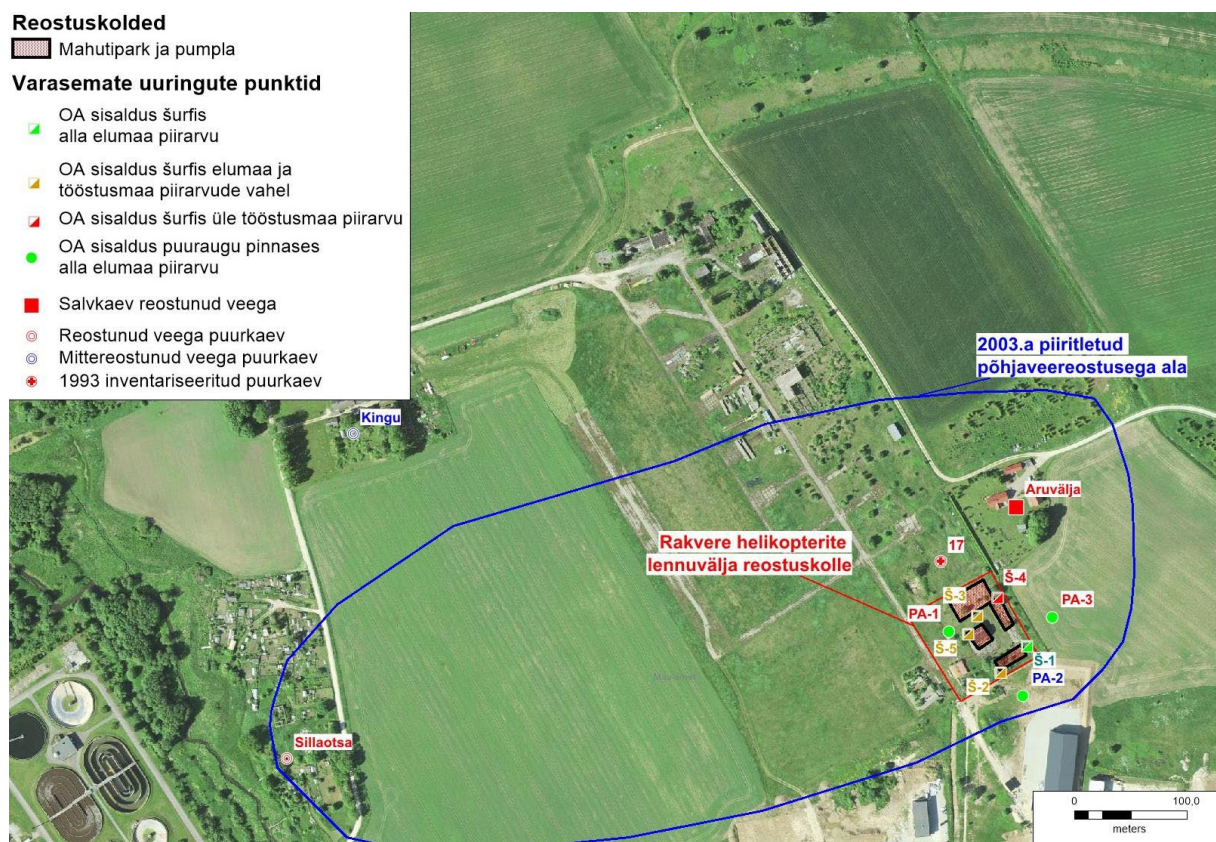 Reostuskolded
Mahutipark ja pumpla
Varasemate uuringute punktid
OA sisaldus šurfis
alla elumaa piirarvu
OA sisaldus šurfis elumaa ja
tööstusmaa piirarvude vahel
OA sisaldus šurfis üle tööstusmaa piirarvu
OA sisaldus puuraugu pinnases
alla elumaa piirarvu
Salvkaev reostunud veega
Reostunud veega puurkaev
Mittereostunud veega puurkaev
1993 inventariseeritud puurkaev
2003.a piiritletud
põhjaveereostusega ala
Kingu
Aruvälja
Rakvere helikopterite
lennuvälja reostuskolle
17
Š-4
Š-3
PA-1
PA-3
Š-5
Š-1
Š-2
PA-2
Sillaotsa
0 100,0
meters